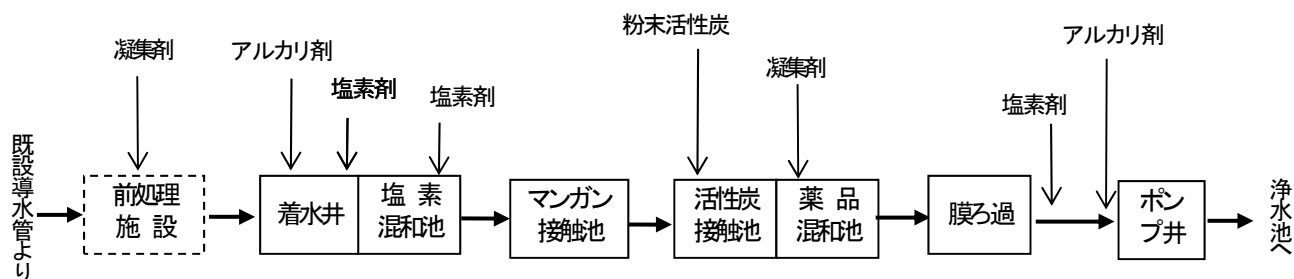 粉末活性炭
アルカリ剤
凝集剤
アルカリ剤
凝集剤
塩素剤
塩素剤
塩素剤
既設導水管より
前処理
施 設
着水井
塩 素
混和池
マンガン
接触池
活性炭
接触池
薬 品
混和池
膜ろ過
ポン
プ井
浄水池へ